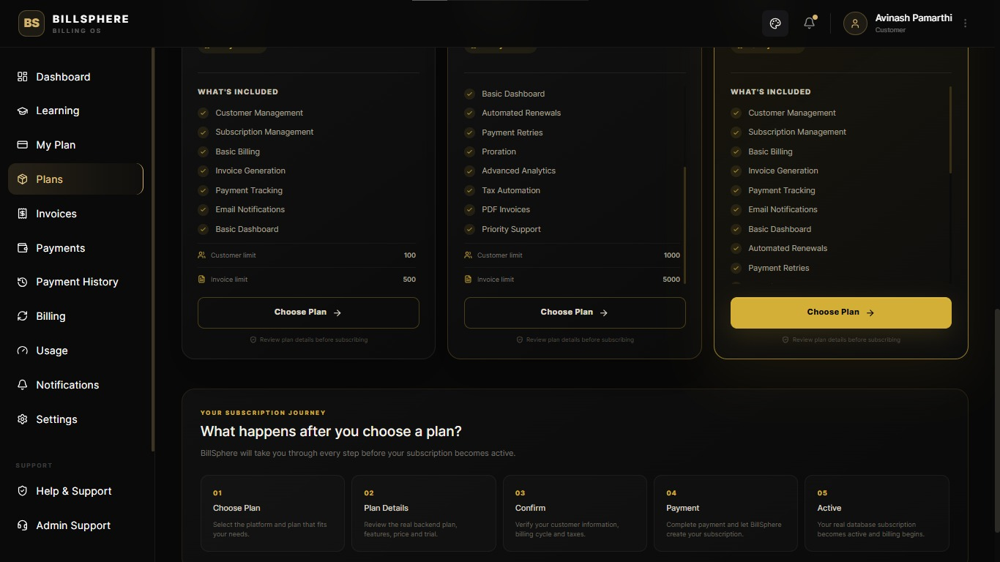 BS
BILLSPHERE
BILLING OS
Avinash Pamarthi
Customer
Dashboard
Learning
My Plan
Plans
Invoices
Payments
Payment History
Billing
Usage
Notifications
Settings
SUPPORT
Help & Support
Admin Support
WHAT'S INCLUDED
Customer Management
Subscription Management
Basic Billing
Invoice Generation
Payment Tracking
Email Notifications
Basic Dashboard
Customer limit 100
Invoice limit 500
Choose Plan →
Review plan details before subscribing
Basic Dashboard
Automated Renewals
Payment Retries
Proration
Advanced Analytics
Tax Automation
PDF Invoices
Priority Support
Customer limit 1000
Invoice limit 5000
Choose Plan →
Review plan details before subscribing
WHAT'S INCLUDED
Customer Management
Subscription Management
Basic Billing
Invoice Generation
Payment Tracking
Email Notifications
Basic Dashboard
Automated Renewals
Payment Retries
Choose Plan →
Review plan details before subscribing
YOUR SUBSCRIPTION JOURNEY
What happens after you choose a plan?
BillSphere will take you through every step before your subscription becomes active.
01
Choose Plan
Select the platform and plan that fits
your needs.
02
Plan Details
Review the real backend plan,
features, price and trial.
03
Confirm
Verify your customer information,
billing cycle and taxes.
04
Payment
Complete payment and let BillSphere
create your subscription.
05
Active
Your real database subscription
becomes active and billing begins.